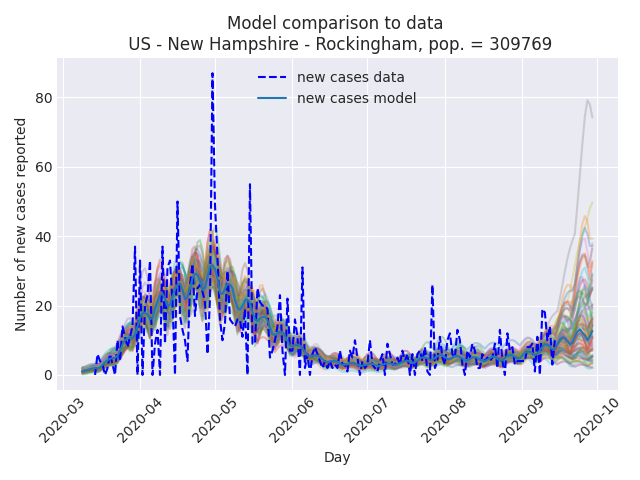 Model comparison to data
US - New Hampshire - Rockingham, pop. = 309769
new cases data
new cases model
Number of new cases reported
80
60
40
20
0
2020-03
2020-04
2020-05
2020-06
2020-07
2020-08
2020-09
2020-10
Day